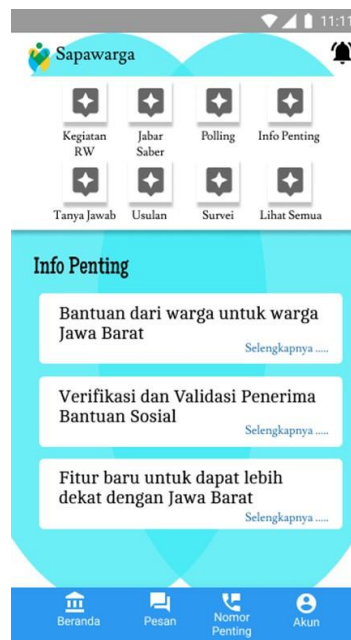 11:11
Sapawarga
Kegiatan Jabar Polling Info Penting
RW Saber
Tanya Jawab Usulan Survei Lihat Semua
Info Penting
Bantuan dari warga untuk warga
Jawa Barat
Selengkapnya .....
Verifikasi dan Validasi Penerima
Bantuan Sosial
Selengkapnya .....
Fitur baru untuk dapat lebih
dekat dengan Jawa Barat
Selengkapnya .....
Beranda Pesan Nomor Akun
Penting